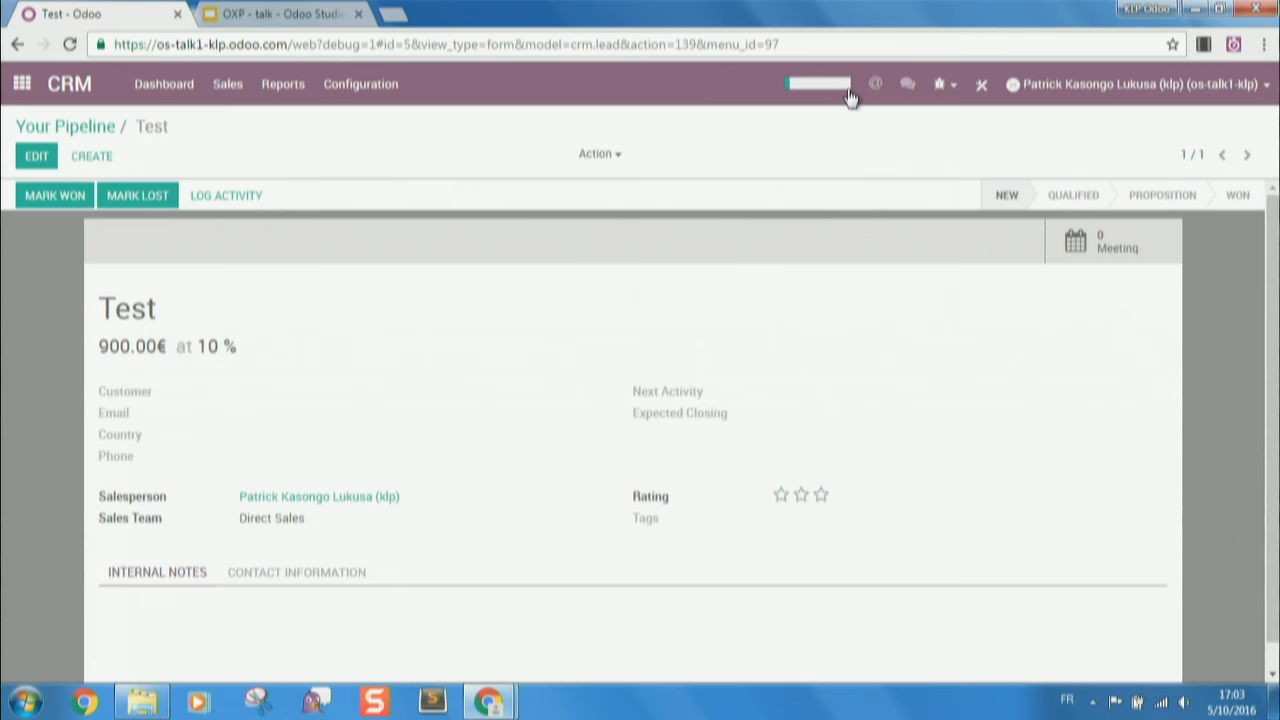 Test - Odoo
OXP - talk - Odoo Studi
KLP Odoo
https://os-talk1-klp.odoo.com/web?debug=1#id=5&view_type=form&model=crm.lead&action=139&menu_id=97
CRM
Dashboard
Sales
Reports
Configuration
@
Patrick Kasongo Lukusa (klp) (os-talk1-klp)
Your Pipeline / Test
EDIT
CREATE
Action
1 / 1
MARK WON
MARK LOST
LOG ACTIVITY
NEW
QUALIFIED
PROPOSITION
WON
0
Meeting
Test
900.00€ at 10 %
Customer
Email
Country
Phone
Next Activity
Expected Closing
Salesperson
Patrick Kasongo Lukusa (klp)
Sales Team
Direct Sales
Rating
Tags
INTERNAL NOTES
CONTACT INFORMATION
FR
17:03
5/10/2016